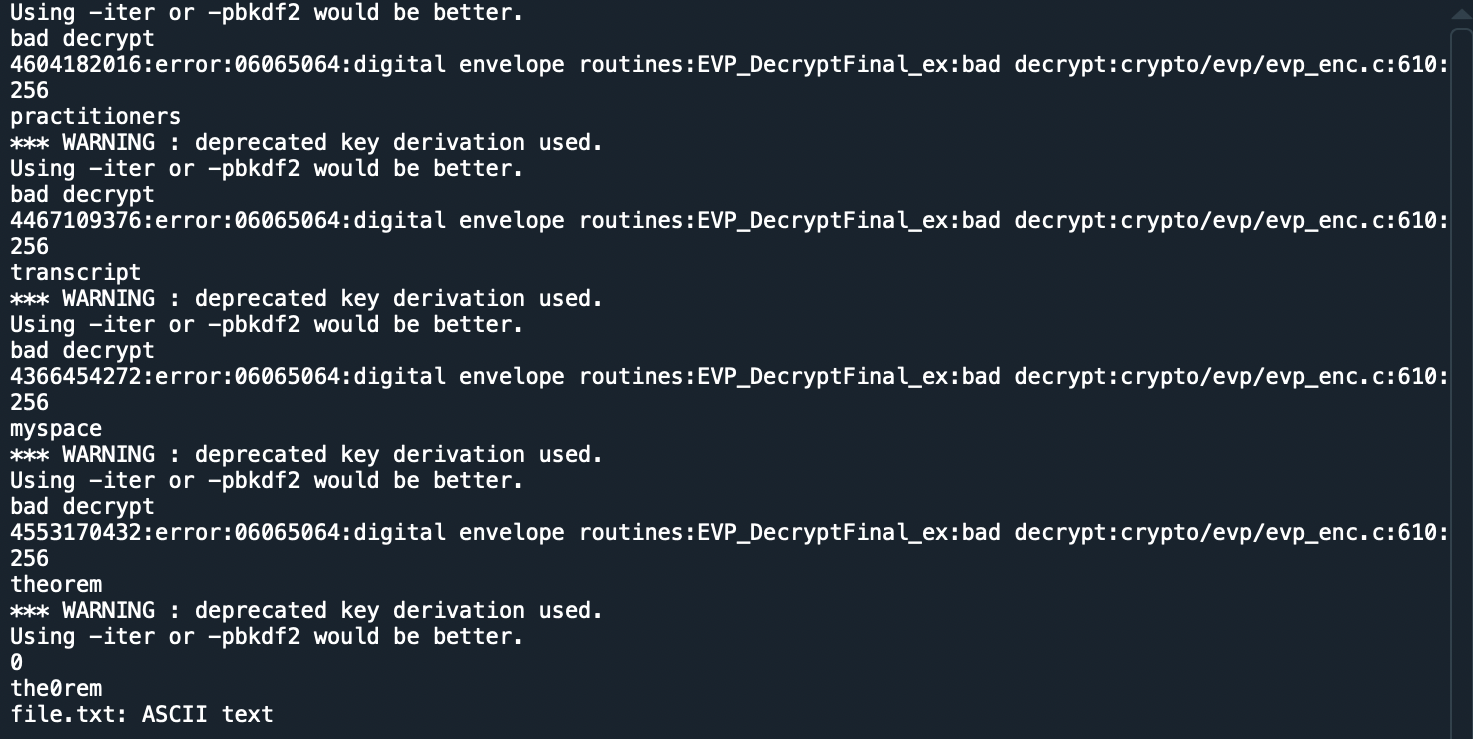 Using -iter or -pbkdf2 would be better.
bad decrypt
4604182016:error:06065064:digital envelope routines:EVP_DecryptFinal_ex:bad decrypt:crypto/evp/evp_enc.c:610:
256
practitioners
*** WARNING : deprecated key derivation used.
Using -iter or -pbkdf2 would be better.
bad decrypt
4467109376:error:06065064:digital envelope routines:EVP_DecryptFinal_ex:bad decrypt:crypto/evp/evp_enc.c:610:
256
transcript
*** WARNING : deprecated key derivation used.
Using -iter or -pbkdf2 would be better.
bad decrypt
4366454272:error:06065064:digital envelope routines:EVP_DecryptFinal_ex:bad decrypt:crypto/evp/evp_enc.c:610:
256
myspace
*** WARNING : deprecated key derivation used.
Using -iter or -pbkdf2 would be better.
bad decrypt
4553170432:error:06065064:digital envelope routines:EVP_DecryptFinal_ex:bad decrypt:crypto/evp/evp_enc.c:610:
256
theorem
*** WARNING : deprecated key derivation used.
Using -iter or -pbkdf2 would be better.
0
the0rem
file.txt: ASCII text